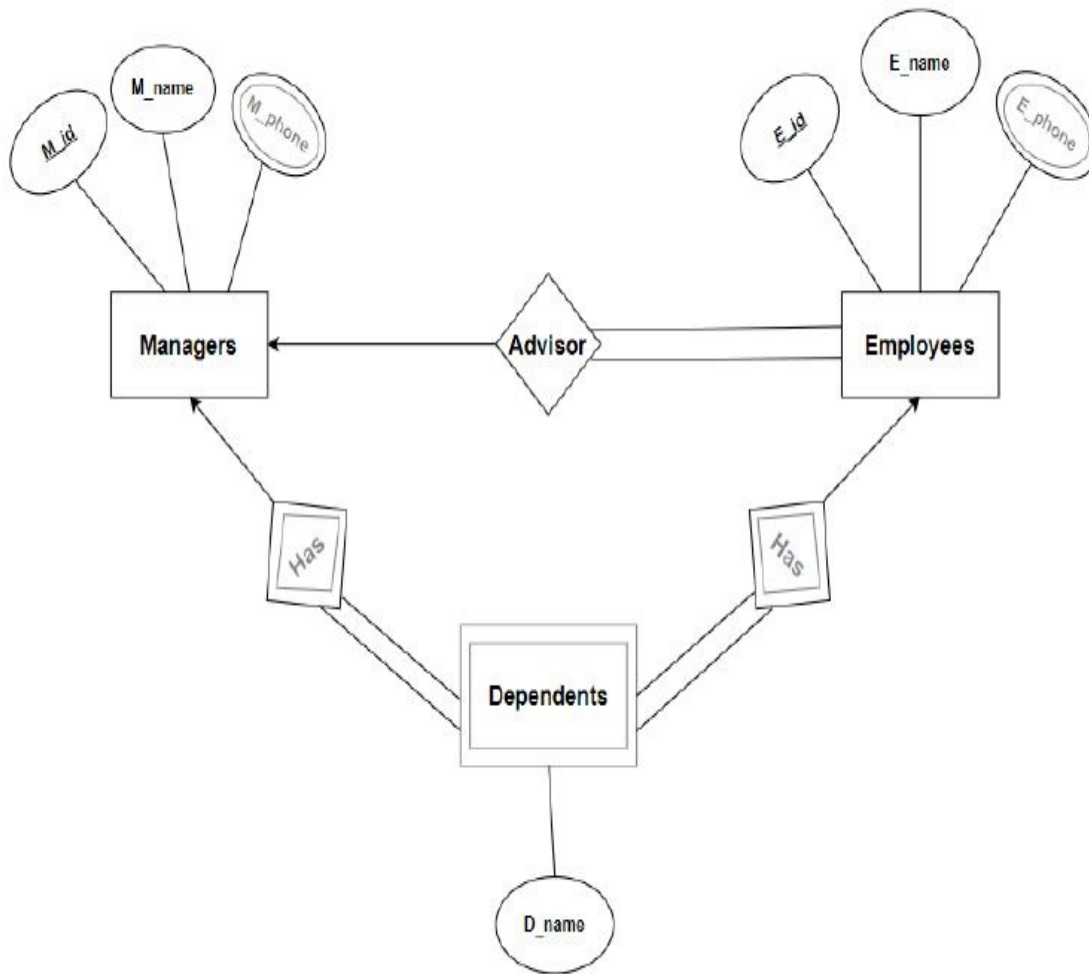 M_id
M_name
M_phone
E_id
E_name
E_phone
Managers
Advisor
Employees
Has
Has
Dependents
D_name